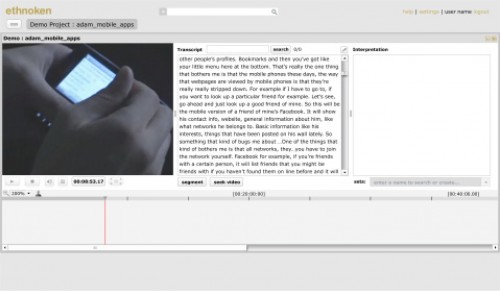 ethnoken
help | settings | user name logout
Demo Project : adam_mobile_apps
Demo : adam_mobile_apps
Transcript
search
0/0
Interpretation
other people's profiles. Bookmarks and then you've got like
your little menu here at the bottom. That's really the one thing
that bothers me is that the mobile phones these days, the way
that webpages are viewed by mobile phones is that they're
really really stripped down. For example if I have to go to, if
you want to look up a particular friend for example. Let's see,
go ahead and just look up a good friend of mine. So this will be
the mobile version of a friend of mine's Facebook. It will show
his contact info, website, general information about him, like
what networks he belongs to. Basic information like his
interests, things that have been posted on his wall lately. So
something that kind of bugs me about ...One of the things that
kind of bothers me is that all networks, they.. you have to join
the network yourself. Facebook for example, if you're friends
with a certain person, it will list friends that you might be
friends with if you haven't found them on line before and it will
segment
seek video
sets:
enter a name to search or create...
00:08:53.17
200%
[00:20:00:00]
[00:40:00.00]